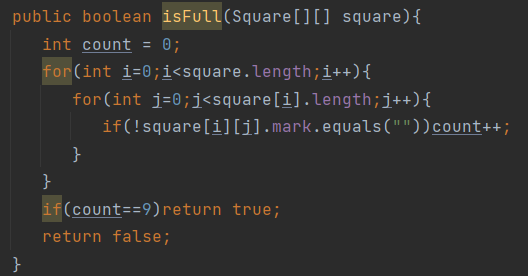 public boolean isFull(Square[][] square){
int count = 0;
for(int i=0;i<square.length;i++){
for(int j=0;j<square[i].length;j++){
if(!square[i][j].mark.equals(""))count++;
}
}
if(count==9)return true;
return false;
}